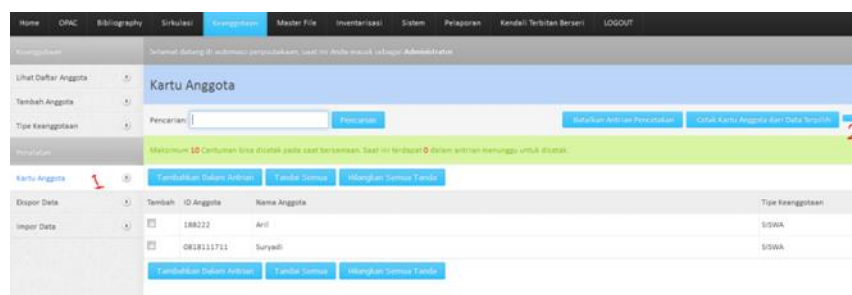 Home OPAC Bibliography Sirkulasi Keanggotaan Master File Inventarisasi Sistem Pelaporan Kendali Terbitan Berseri LOGOUT
Keanggotaan
Selamat datang di automasi perpustakaan, saat ini Anda masuk sebagai Administrator
Lihat Daftar Anggota
Tambah Anggota
Tipe Keanggotaan
Peralatan
Kartu Anggota 1
Ekspor Data
Impor Data
Kartu Anggota
Pencarian: Pencarian Batalkan Antrian Pencetakan Cetak Kartu Anggota dari Data Terpilih
2
Maksimum 10 Cantuman bisa dicetak pada saat bersamaan. Saat ini terdapat 0 dalam antrian menunggu untuk dicetak.
Tambahkan Dalam Antrian Tandai Semua Hilangkan Semua Tanda
Tambah ID Anggota Nama Anggota Tipe Keanggotaan
188222 Aril SISWA
0818111711 Suryadi SISWA
Tambahkan Dalam Antrian Tandai Semua Hilangkan Semua Tanda